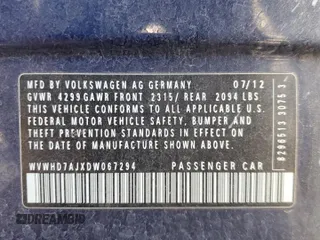 MFD. BY VOLKSWAGEN AG GERMANY 07/12
GVWR 4299 GAWR FRONT 2315/ REAR 2094 LBS
THIS VEHICLE CONFORMS TO ALL APPLICABLE U.S.
FEDERAL MOTOR VEHICLE SAFETY, BUMPER AND
THEFT PREVENTION STANDARDS IN EFFECT ON THE
DATE OF MANUFACTURE SHOWN ABOVE.
WVWHD7AJXDW067294 PASSENGER CAR